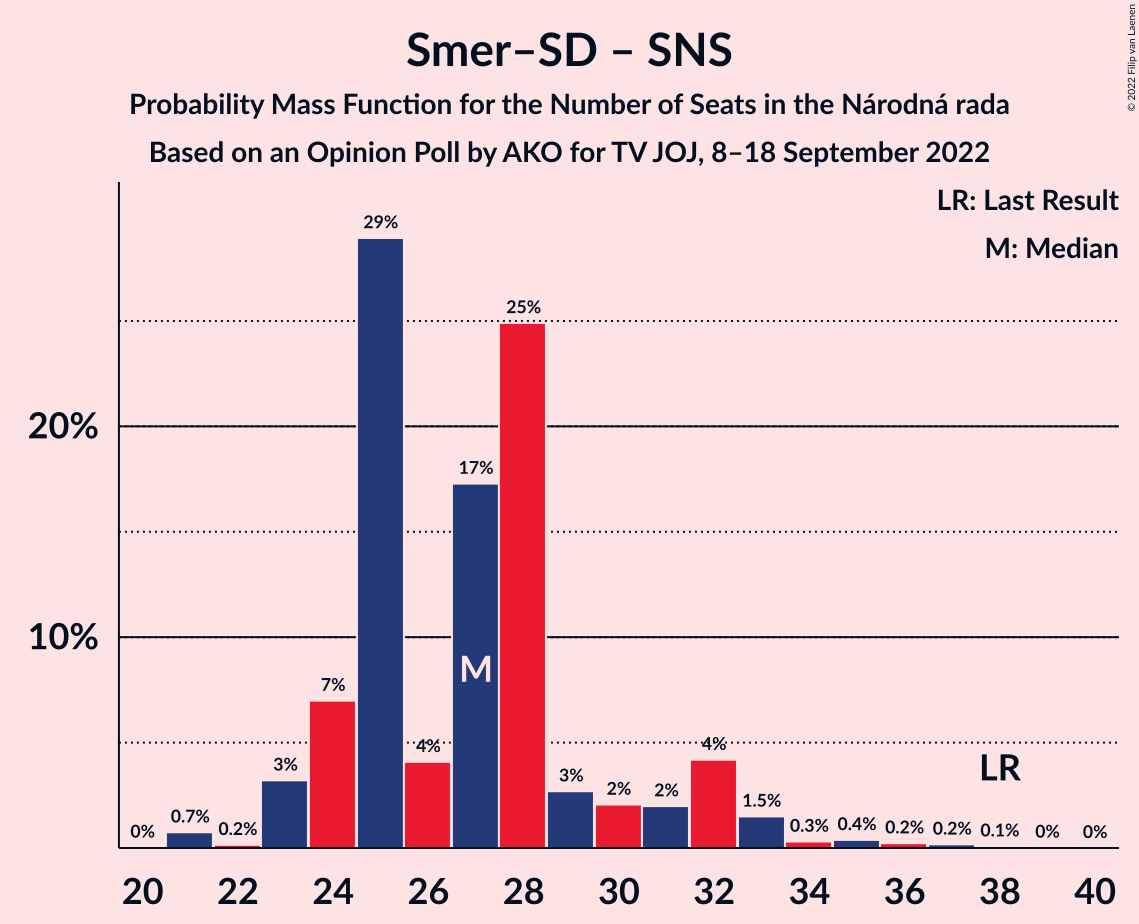 Smer–SD – SNS
Probability Mass Function for the Number of Seats in the Národná rada
Based on an Opinion Poll by AKO for TV JOJ, 8–18 September 2022
© 2022 Filip van Laenen
LR: Last Result
M: Median
29%
25%
20%
17%
10%
M
7%
4%
4%
LR
3%
3%
2%
2%
1.5%
0%
0.7%
0.2%
0.3%
0.4%
0.2%
0.2%
0.1%
0%
0%
20 22 24 26 28 30 32 34 36 38 40